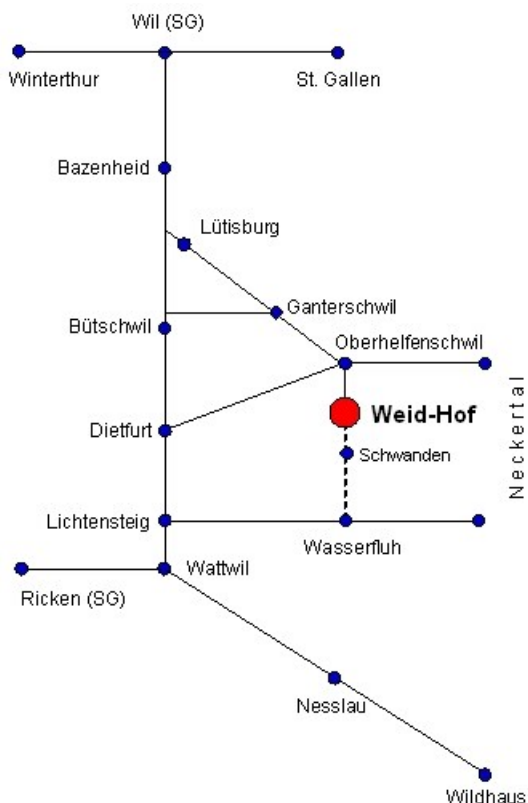 Wil (SG)
Winterthur
St. Gallen
Bazenheid
Lütisburg
Ganterschwil
Bütschwil
Oberhelfenschwil
Weid-Hof
Dietfurt
Schwanden
Neckertal
Lichtensteig
Wasserfluh
Wattwil
Ricken (SG)
Nesslau
Wildhaus